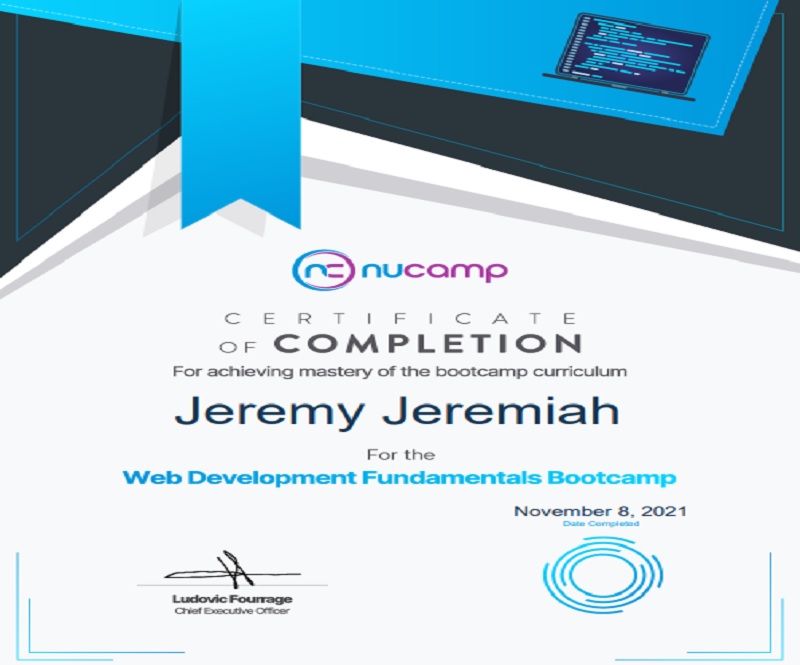 nc nucamp
CERTIFICATE
OF COMPLETION
For achieving mastery of the bootcamp curriculum
Jeremy Jeremiah
For the
Web Development Fundamentals Bootcamp
November 8, 2021
Date Completed
Ludovic Fourrage
Chief Executive Officer